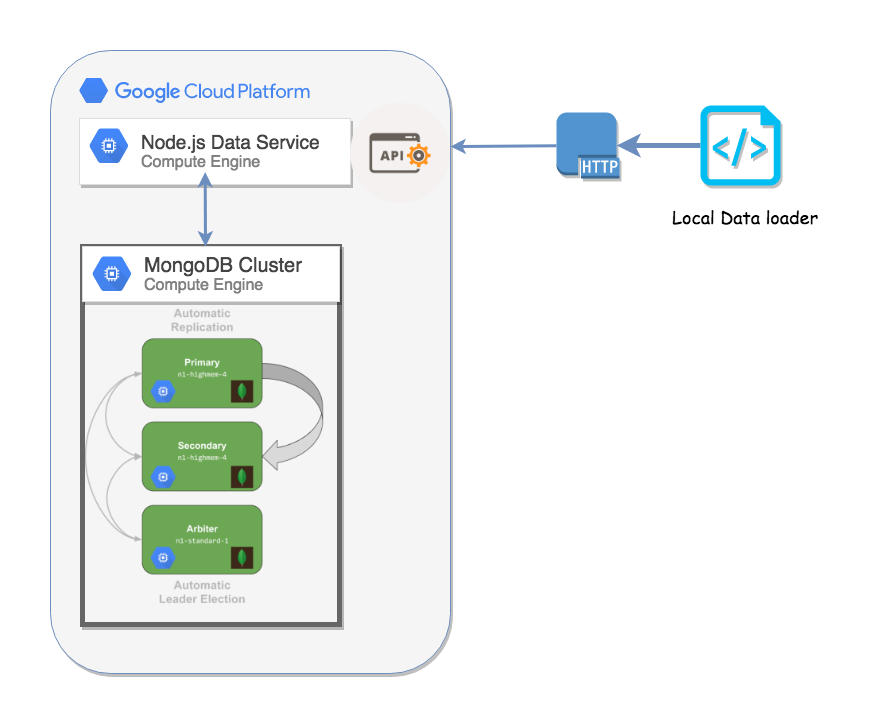 Google Cloud Platform
Node.js Data Service
Compute Engine
API
HTTP
</>
Local Data loader
MongoDB Cluster
Compute Engine
Automatic
Replication
Primary
n1-highmem-4
Secondary
n1-highmem-4
Arbiter
n1-standard-1
Automatic
Leader Election